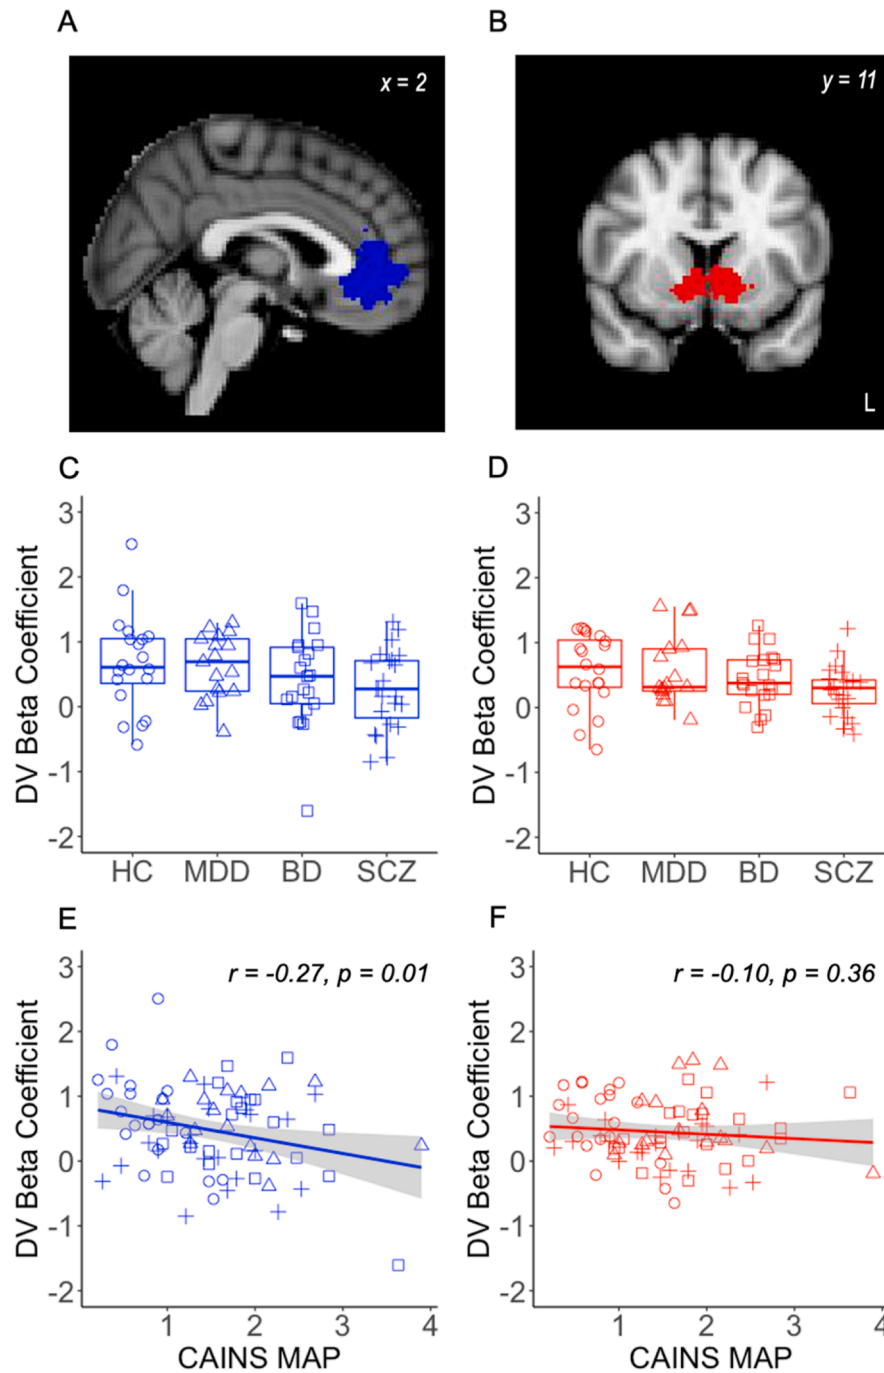 A
B
x = 2
y = 11
L
C
D
DV Beta Coefficient
3
2
1
0
-1
-2
HC MDD BD SCZ
DV Beta Coefficient
3
2
1
0
-1
-2
HC MDD BD SCZ
E
F
r = -0.27, p = 0.01
DV Beta Coefficient
3
2
1
0
-1
-2
1 2 3 4
CAINS MAP
r = -0.10, p = 0.36
DV Beta Coefficient
3
2
1
0
-1
-2
1 2 3 4
CAINS MAP